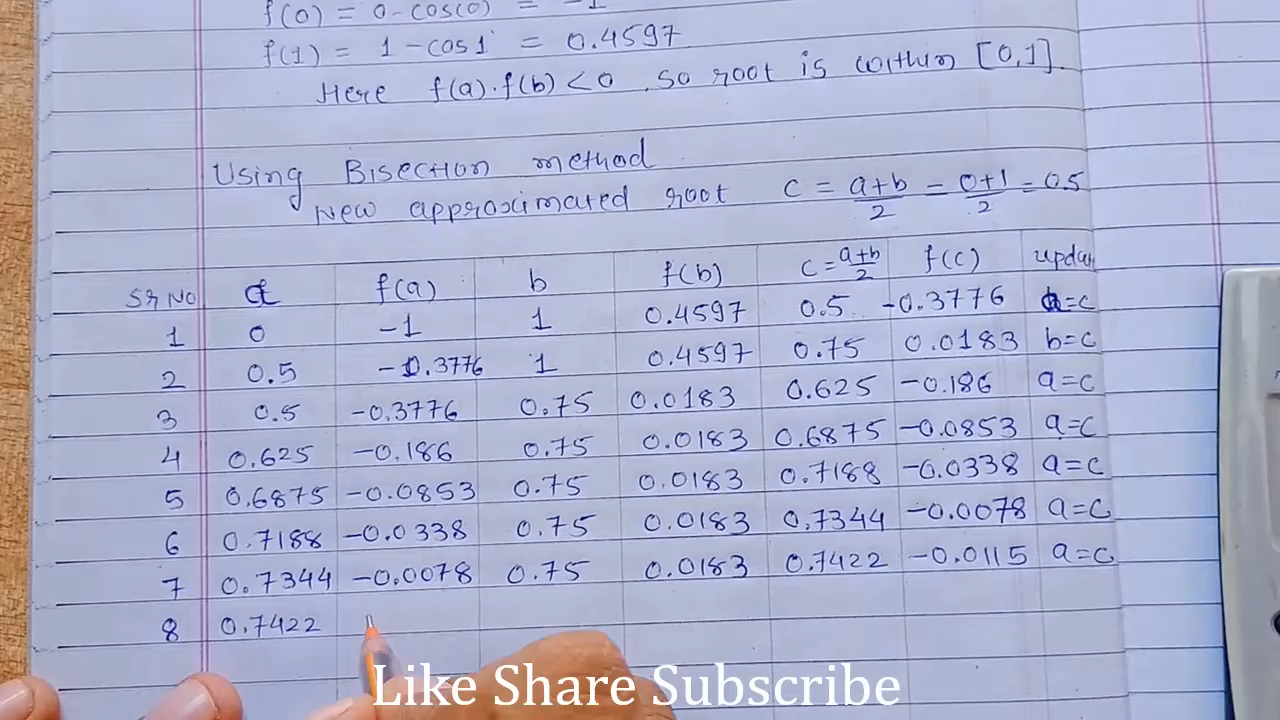 f(0) = 0-cos(0) = -1
f(1) = 1-cos1 = 0.4597
Here f(a).f(b) < 0 . so root is within [0,1].
Using Bisection method
New approximated root c = a+b/2 = 0+1/2 = 0.5
Sr No a f(a) b f(b) c = a+b/2 f(c) updat
1 0 -1 1 0.4597 0.5 -0.3776 a=c
2 0.5 -0.3776 1 0.4597 0.75 0.0183 b=c
3 0.5 -0.3776 0.75 0.0183 0.625 -0.186 a=c
4 0.625 -0.186 0.75 0.0183 0.6875 -0.0853 a=c
5 0.6875 -0.0853 0.75 0.0183 0.7188 -0.0338 a=c
6 0.7188 -0.0338 0.75 0.0183 0.7344 -0.0078 a=c
7 0.7344 -0.0078 0.75 0.0183 0.7422 -0.0115 a=c
8 0.7422
Like Share Subscribe